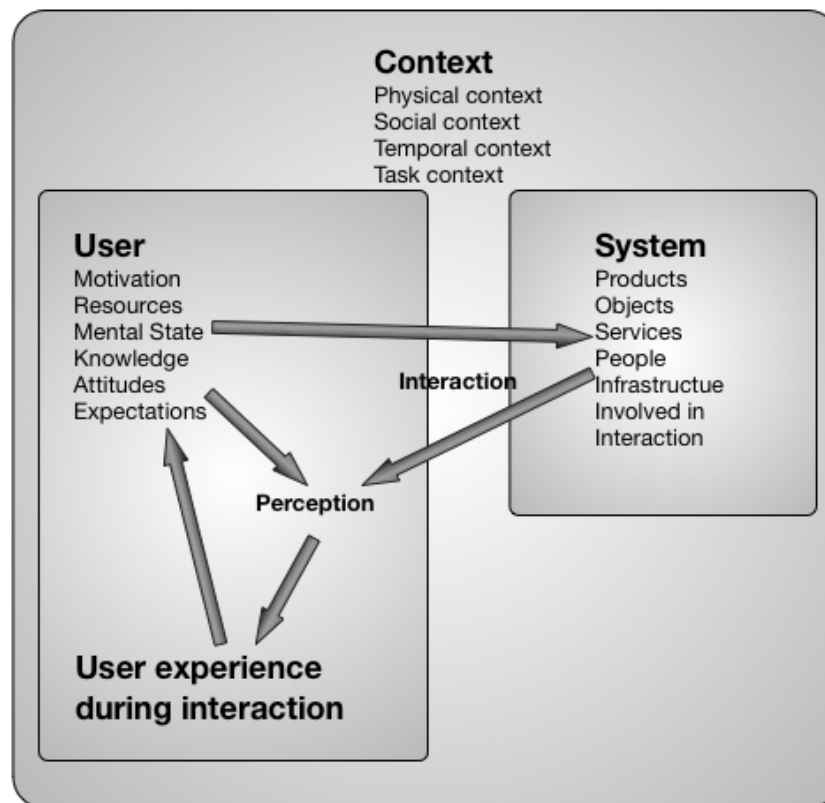 Context
Physical context
Social context
Temporal context
Task context
User
Motivation
Resources
Mental State
Knowledge
Attitudes
Expectations
System
Products
Objects
Services
People
Infrastructue
Involved in
Interaction
Interaction
Perception
User experience
during interaction